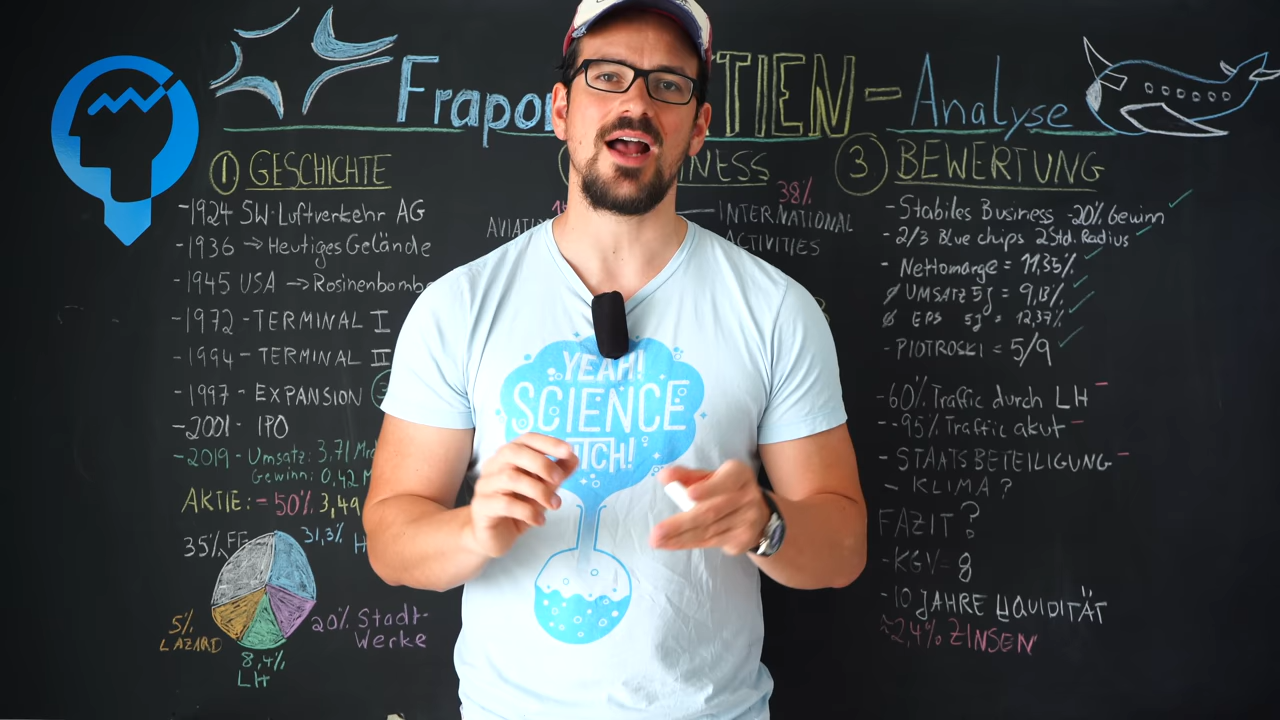 Frapo TIEN - Analyse
① GESCHICHTE
-1924 SW-Luftverkehr AG
-1936 → Heutiges Gelände
-1945 USA → Rosinenbombe
-1972 - TERMINAL I
-1994 - TERMINAL II
-1997 - EXPANSION
-2001 - IPO
-2019 - Umsatz: 3,71 Mrd
Gewinn: 0,42 M
AKTIE: -50% 3,49
35% FF 31,3% H
5% LAZARD
8,4% LH
20% Stadt-
Werke
NESS
38%
AVIATI
INTERNATIONAL
ACTIVITIES
YEAH!
SCIENCE
ITCH!
③ BEWERTUNG
-Stabiles Business -20% Gewinn
-2/3 Blue chips 2 Std. Radius
-Nettomarge = 11,35%
Ø UMSATZ 5j = 9,13%
Ø EPS 5j = 12,37%
-PIOTROSKI = 5/9
-60% Traffic durch LH -
--95% Traffic akut -
-STAATSBETEILIGUNG -
-KLIMA?
FAZIT?
-KGV - 8
-10 JAHRE LIQUIDITÄT
≈2,4% ZINSEN